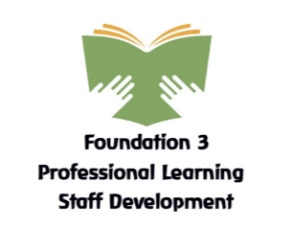 Foundation 3
Professional Learning
Staff Development